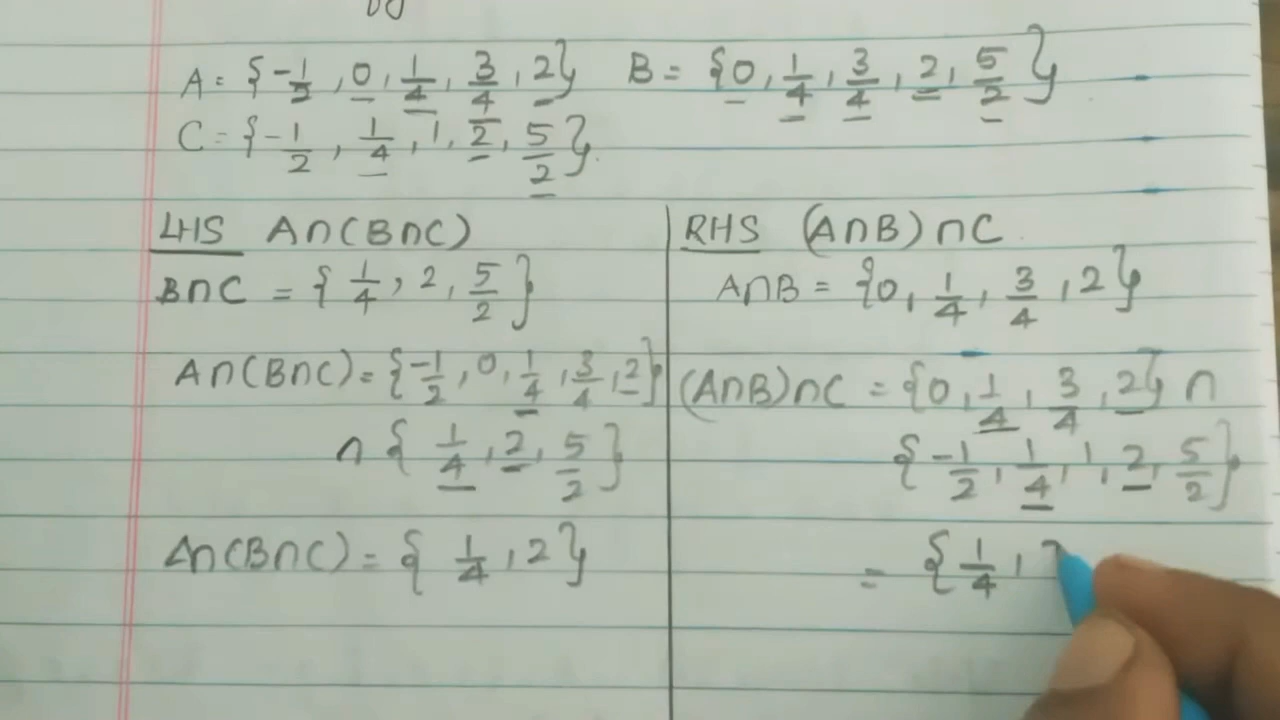 A = {-1/2, 0, 1/4, 3/4, 2} B = {0, 1/4, 3/4, 2, 5/2}
C = {-1/2, 1/4, 1, 2, 5/2}.
LHS A∩(B∩C)
B∩C = {1/4, 2, 5/2}
A∩(B∩C) = {-1/2, 0, 1/4, 3/4, 2}
∩ {1/4, 2, 5/2}
A∩(B∩C) = {1/4, 2}
RHS (A∩B)∩C
A∩B = {0, 1/4, 3/4, 2}
(A∩B)∩C = {0, 1/4, 3/4, 2} ∩
{-1/2, 1/4, 1, 2, 5/2}
= {1/4,